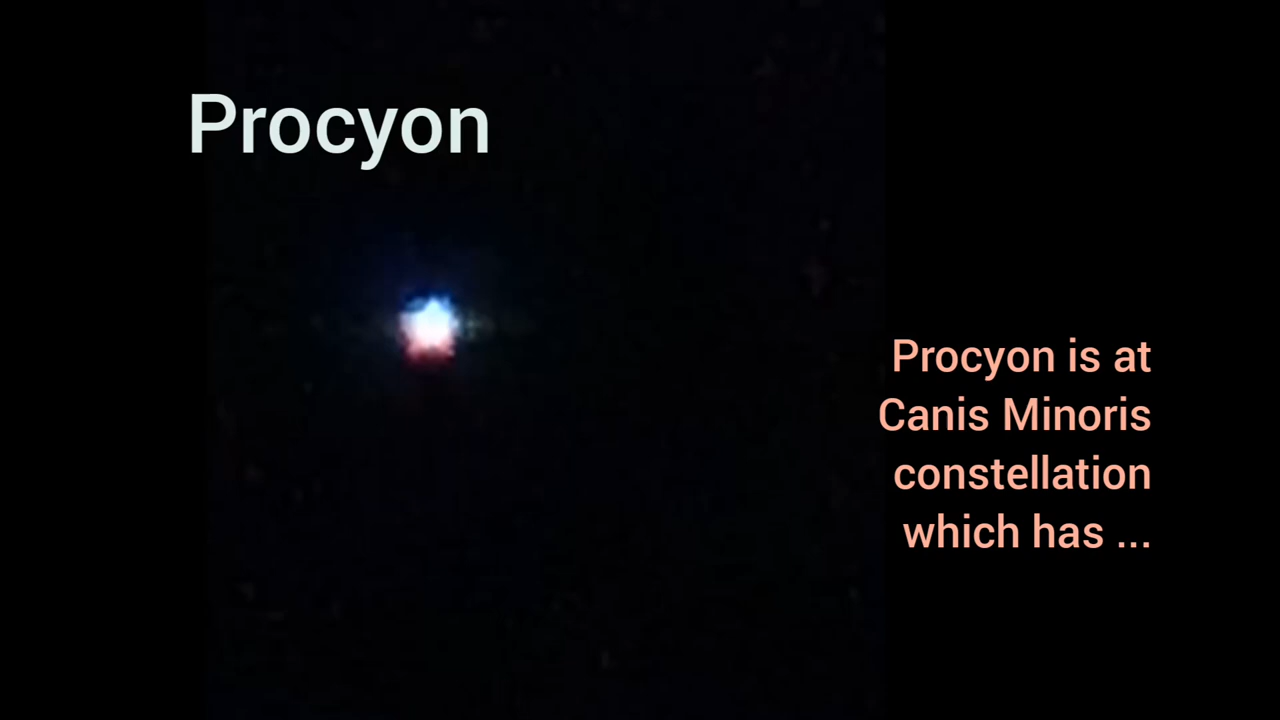 Procyon
Procyon is at
Canis Minoris
constellation
which has ...